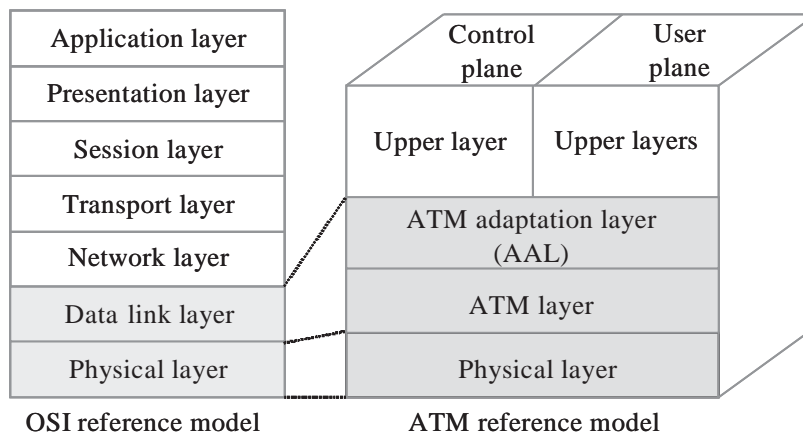 Application layer
Presentation layer
Session layer
Transport layer
Network layer
Data link layer
Physical layer
OSI reference model
Control
plane
User
plane
Upper layer
Upper layers
ATM adaptation layer
(AAL)
ATM layer
Physical layer
ATM reference model